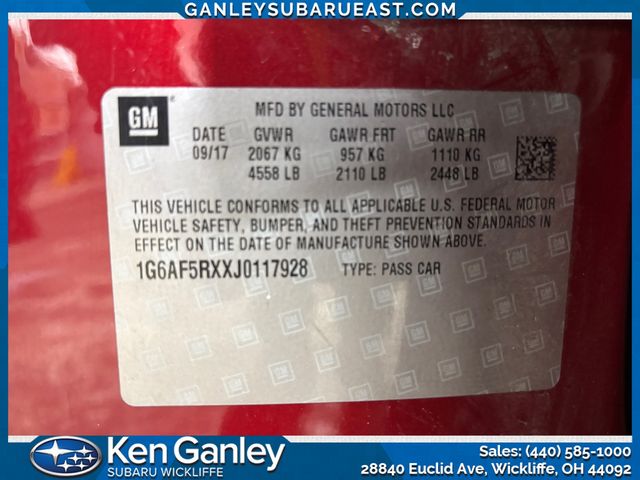 GANLEYSUBARUEAST.COM
GM
MFD BY GENERAL MOTORS LLC
DATE GVWR GAWR FRT GAWR RR
09/17 2067 KG 957 KG 1110 KG
4558 LB 2110 LB 2448 LB
THIS VEHICLE CONFORMS TO ALL APPLICABLE U.S. FEDERAL MOTOR
VEHICLE SAFETY, BUMPER, AND THEFT PREVENTION STANDARDS IN
EFFECT ON THE DATE OF MANUFACTURE SHOWN ABOVE.
1G6AF5RXXJ0117928 TYPE: PASS CAR
Ken Ganley
SUBARU WICKLIFFE
Sales: (440) 585-1000
28840 Euclid Ave, Wickliffe, OH 44092